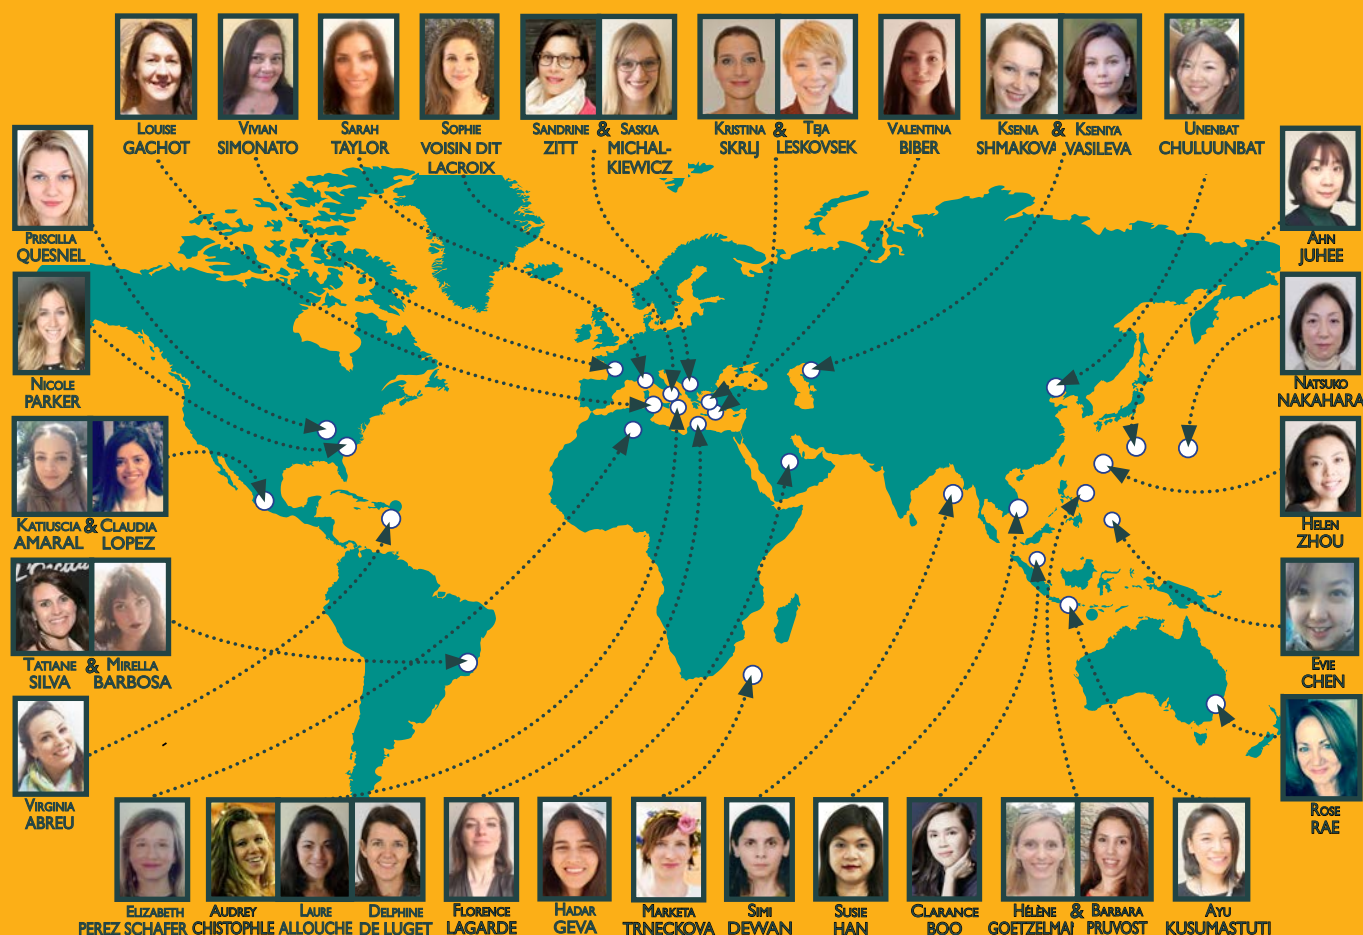 LOUISE
GACHOT
VIVIAN
SIMONATO
SARAH
TAYLOR
SOPHIE
VOISIN DIT
LACROIX
SANDRINE & SASKIA
ZITT MICHAL-
KIEWICZ
KRISTINA & TEJA
SKRLJ LESKOVSEK
VALENTINA
BIBER
KSENIA & KSENIYA
SHMAKOVA VASILEVA
UNENBAT
CHULUUNBAT
PRISCILLA
QUESNEL
AHN
JUHEE
NICOLE
PARKER
NATSUKO
NAKAHARA
KATIUSCIA & CLAUDIA
AMARAL LOPEZ
HELEN
ZHOU
TATIANE & MIRELLA
SILVA BARBOSA
EVIE
CHEN
VIRGINIA
ABREU
ROSE
RAE
ELIZABETH
PEREZ SCHAFER
AUDREY
CHISTOPHLE
LAURE
ALLOUCHE
DELPHINE
DE LUGET
FLORENCE
LAGARDE
HADAR
GEVA
MARKETA
TRNECKOVA
SIMI
DEWAN
SUSIE
HAN
CLARANCE
BOO
HÉLÈNE & BARBARA
GOETZELMAN PRUVOST
AYU
KUSUMASTUTI